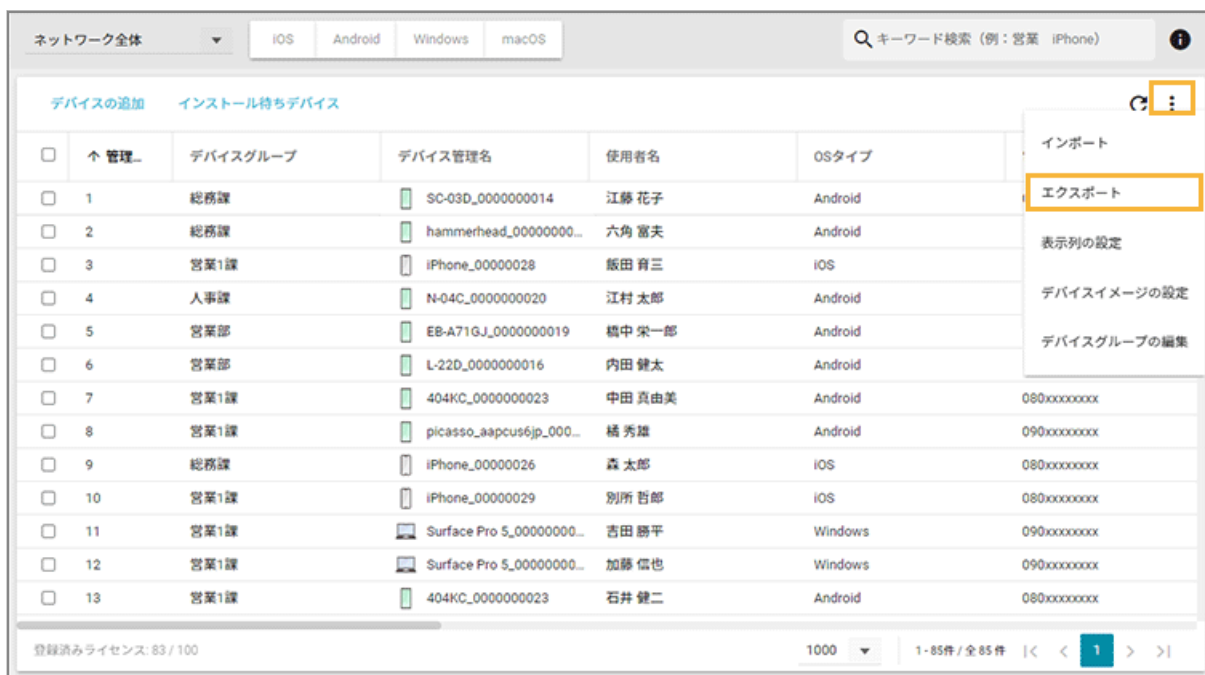 ネットワーク全体 iOS Android Windows macOS キーワード検索（例：営業 iPhone）
デバイスの追加 インストール待ちデバイス
管理... デバイスグループ デバイス管理名 使用者名 OSタイプ
インポート
エクスポート
表示列の設定
デバイスイメージの設定
デバイスグループの編集
1 総務課 SC-03D_0000000014 江藤 花子 Android
2 総務課 hammerhead_00000000... 六角 富夫 Android
3 営業1課 iPhone_00000028 飯田 育三 iOS
4 人事課 N-04C_0000000020 江村 太郎 Android
5 営業部 EB-A71GJ_0000000019 橋中 栄一郎 Android
6 営業部 L-22D_0000000016 内田 健太 Android
7 営業1課 404KC_0000000023 中田 真由美 Android 080xxxxxxxx
8 営業1課 picasso_aapcus6jp_000... 橘 秀雄 Android 090xxxxxxxx
9 総務課 iPhone_00000026 森 太郎 iOS 080xxxxxxxx
10 営業1課 iPhone_00000029 別所 哲郎 iOS 080xxxxxxxx
11 営業1課 Surface Pro 5_00000000... 吉田 勝平 Windows 090xxxxxxxx
12 営業1課 Surface Pro 5_00000000... 加藤 信也 Windows 090xxxxxxxx
13 営業1課 404KC_0000000023 石井 健二 Android 080xxxxxxxx
登録済みライセンス: 83 / 100 1000 1 - 85件 / 全 85 件 1